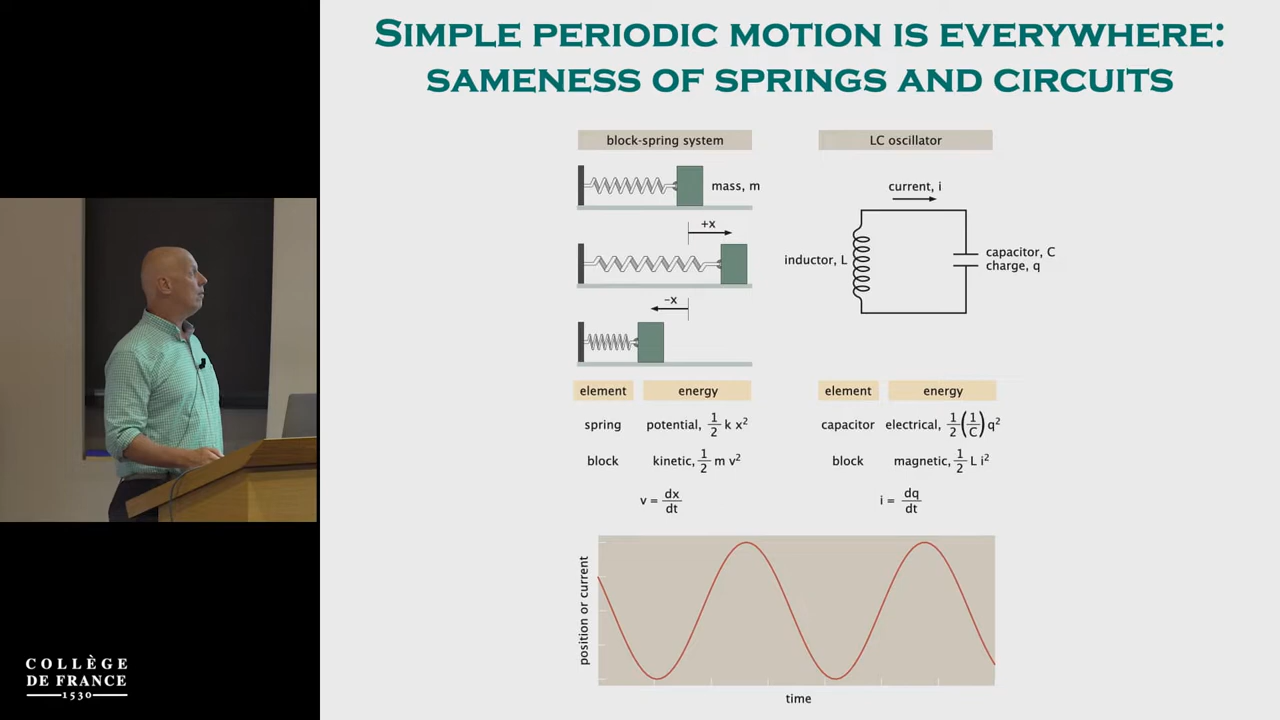 SIMPLE PERIODIC MOTION IS EVERYWHERE:
SAMENESS OF SPRINGS AND CIRCUITS
block-spring system
mass, m
+x
−x
element energy
spring potential, 1/2 k x²
block kinetic, 1/2 m v²
v = dx/dt
LC oscillator
current, i
inductor, L
capacitor, C
charge, q
element energy
capacitor electrical, 1/2 (1/C) q²
block magnetic, 1/2 L i²
i = dq/dt
position or current
time
COLLÈGE
DE FRANCE
1530